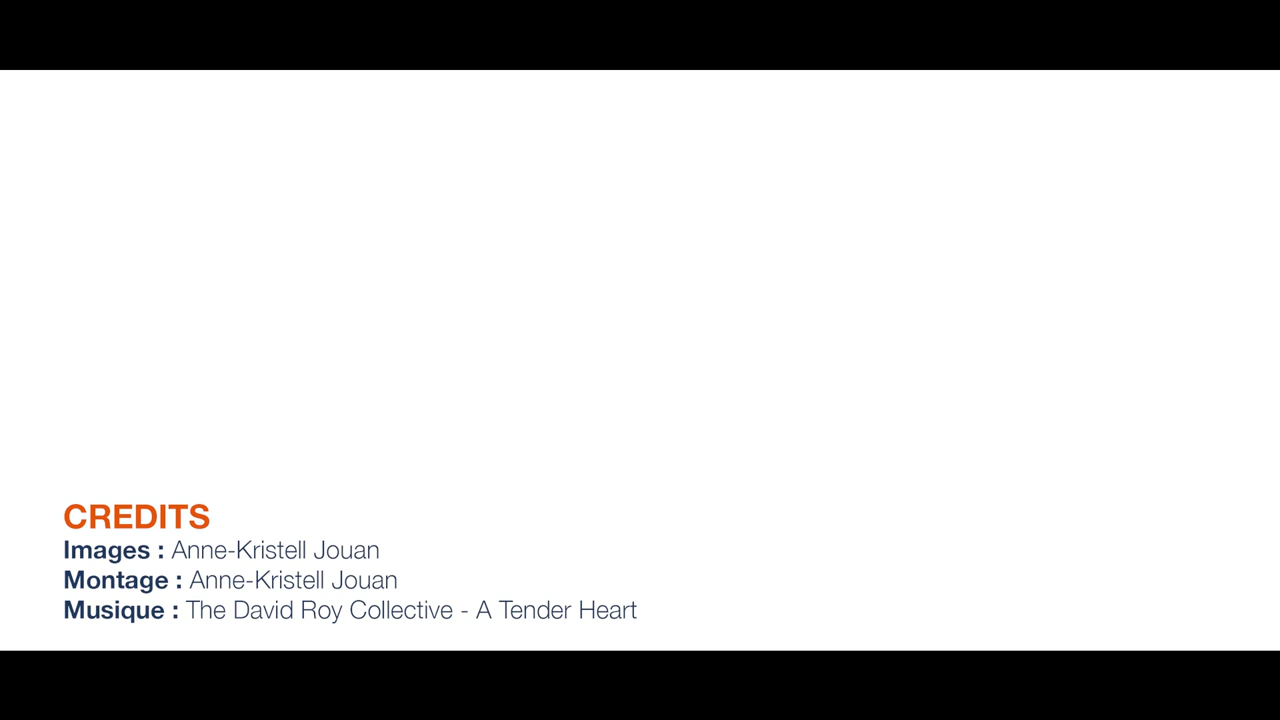 CREDITS
Images : Anne-Kristell Jouan
Montage : Anne-Kristell Jouan
Musique : The David Roy Collective - A Tender Heart